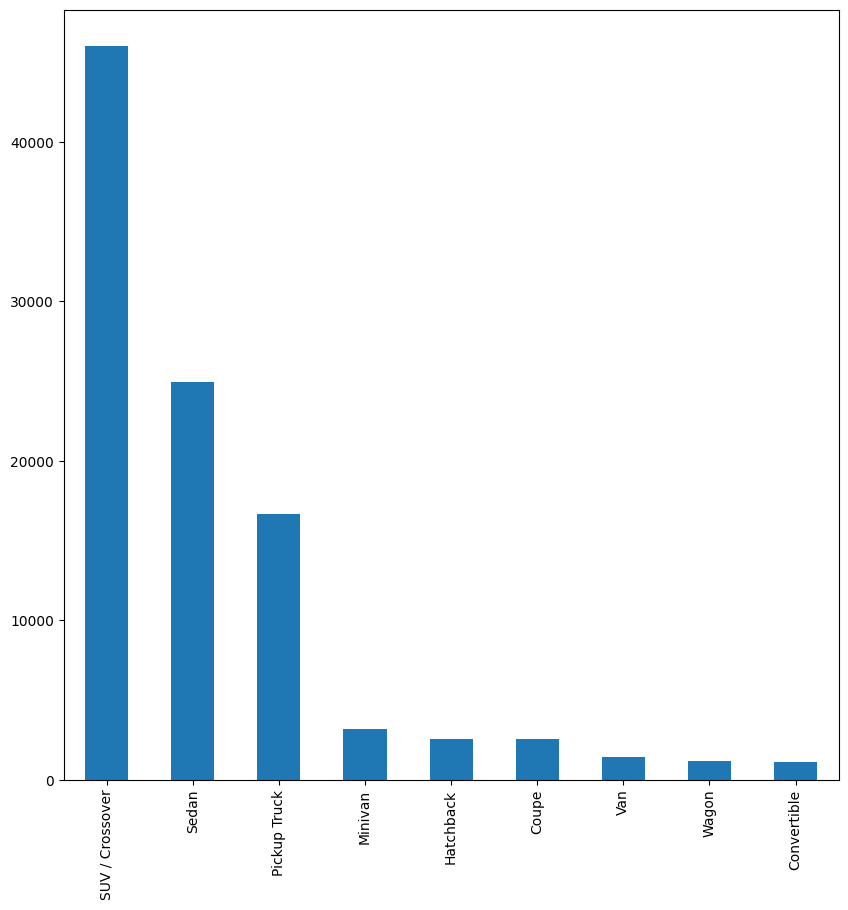 40000
30000
20000
10000
0
SUV / Crossover
Sedan
Pickup Truck
Minivan
Hatchback
Coupe
Van
Wagon
Convertible